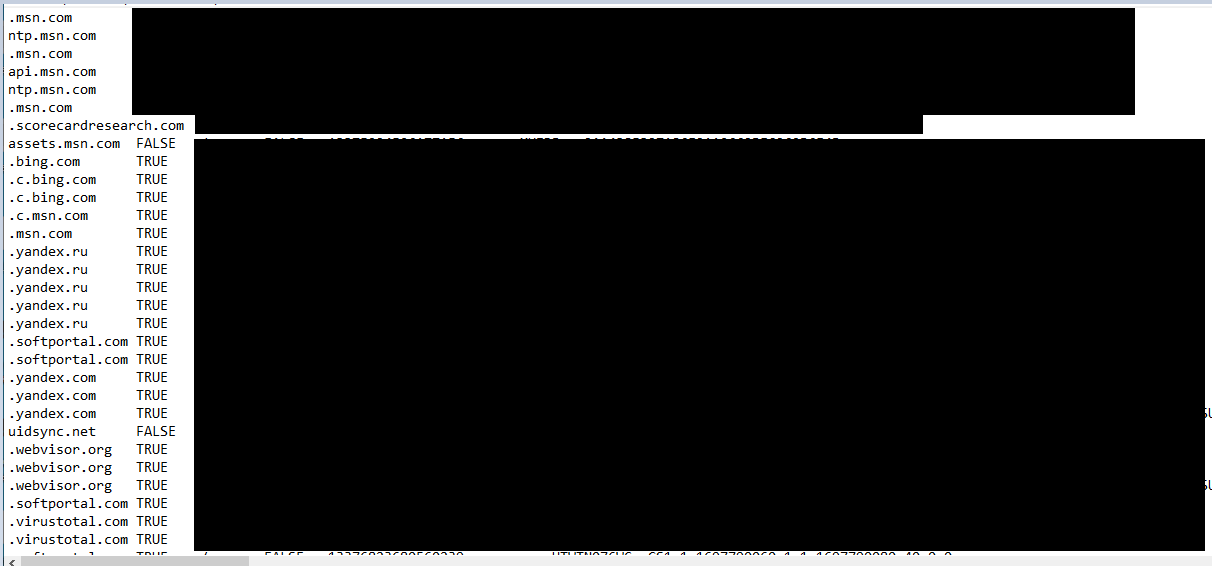 .msn.com
ntp.msn.com
.msn.com
api.msn.com
ntp.msn.com
.msn.com
.scorecardresearch.com
assets.msn.com FALSE
.bing.com TRUE
.c.bing.com TRUE
.c.bing.com TRUE
.c.msn.com TRUE
.msn.com TRUE
.yandex.ru TRUE
.yandex.ru TRUE
.yandex.ru TRUE
.yandex.ru TRUE
.yandex.ru TRUE
.softportal.com TRUE
.softportal.com TRUE
.yandex.com TRUE
.yandex.com TRUE
.yandex.com TRUE
uidsync.net FALSE
.webvisor.org TRUE
.webvisor.org TRUE
.webvisor.org TRUE
.softportal.com TRUE
.virustotal.com TRUE
.virustotal.com TRUE